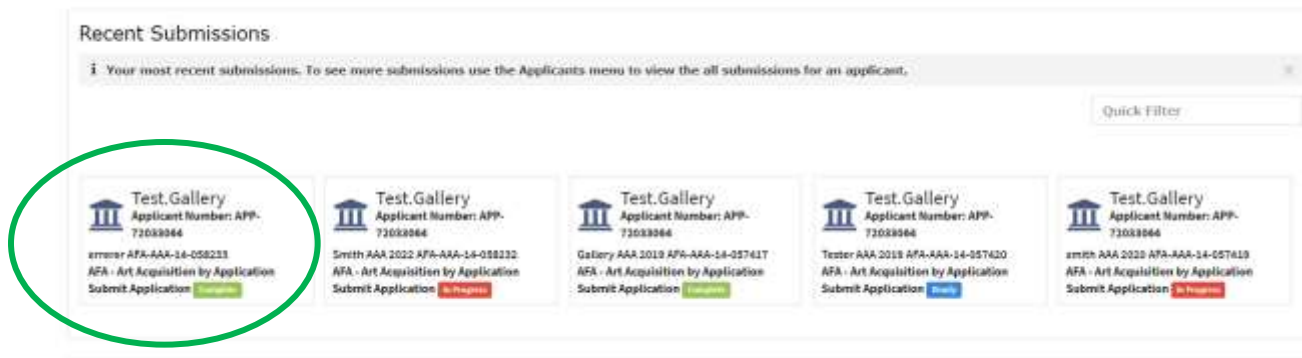 Recent Submissions
i Your most recent submissions. To see more submissions use the Applicants menu to view the all submissions for an applicant.
Quick Filter
Test.Gallery
Applicant Number: APP-
72033064
errerer AFA-AAA-14-058233
AFA - Art Acquisition by Application
Submit Application Complete
Test.Gallery
Applicant Number: APP-
72033064
Smith AAA 2022 AFA-AAA-14-058232
AFA - Art Acquisition by Application
Submit Application In Progress
Test.Gallery
Applicant Number: APP-
72033064
Gallery AAA 2019 AFA-AAA-14-057417
AFA - Art Acquisition by Application
Submit Application Complete
Test.Gallery
Applicant Number: APP-
72033064
Tester AAA 2019 AFA-AAA-14-057420
AFA - Art Acquisition by Application
Submit Application Ready
Test.Gallery
Applicant Number: APP-
72033064
smith AAA 2020 AFA-AAA-14-057419
AFA - Art Acquisition by Application
Submit Application In Progress